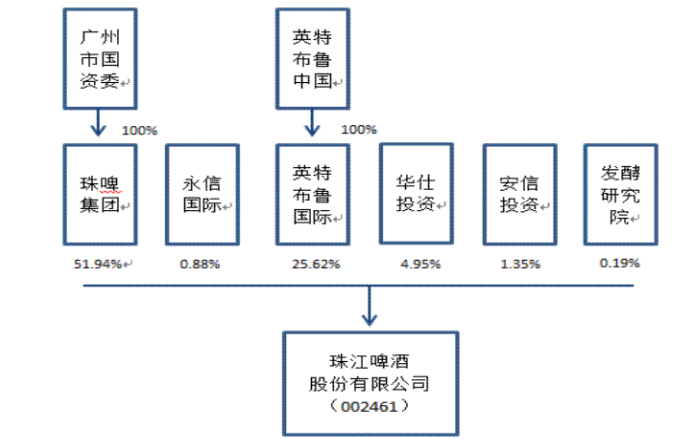 广州
市国
资委
英特
布鲁
中国
100%
100%
珠啤
集团
永信
国际
英特
布鲁
国际
华仕
投资
安信
投资
发酵
研究
院
51.94%
0.88%
25.62%
4.95%
1.35%
0.19%
珠江啤酒
股份有限公司
（002461）